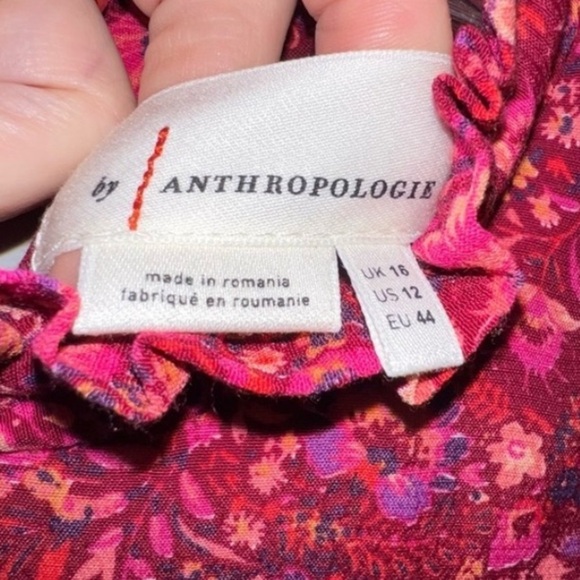 by | ANTHROPOLOGIE
made in romania
fabriqué en roumanie
UK 16
US 12
EU 44